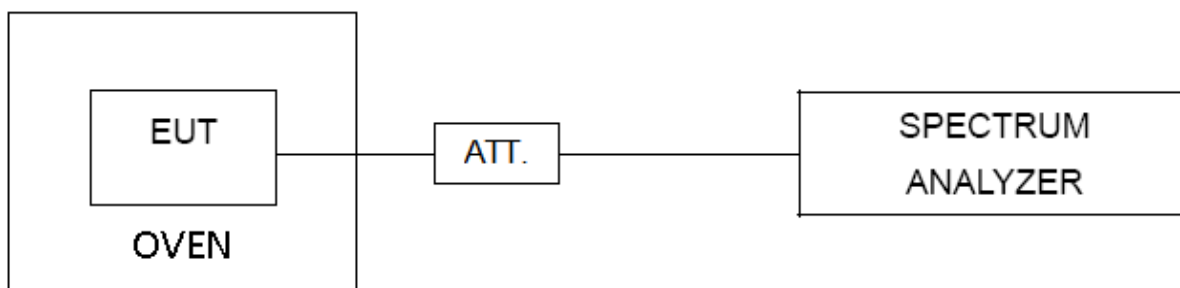 EUT
OVEN
ATT.
SPECTRUM
ANALYZER